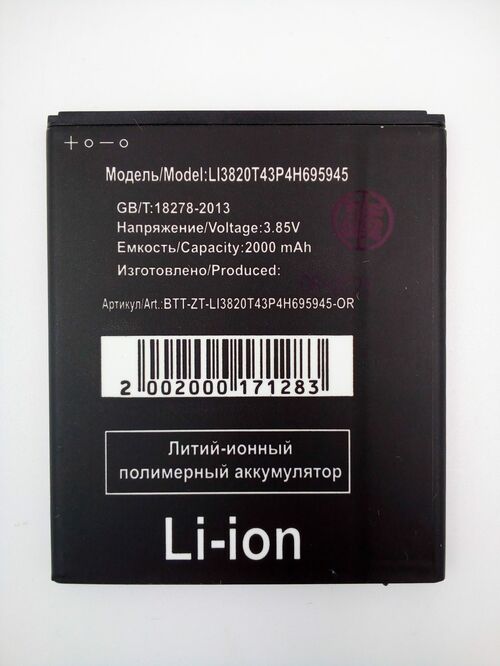 + o – o
Модель/Model:LI3820T43P4H695945
GB/T:18278-2013
Напряжение/Voltage:3.85V
Емкость/Capacity:2000 mAh
Изготовлено/Produced:
Артикул/Art.:BTT-ZT-LI3820T43P4H695945-OR
2 002000 171283
Литий-ионный
полимерный аккумулятор
Li-ion